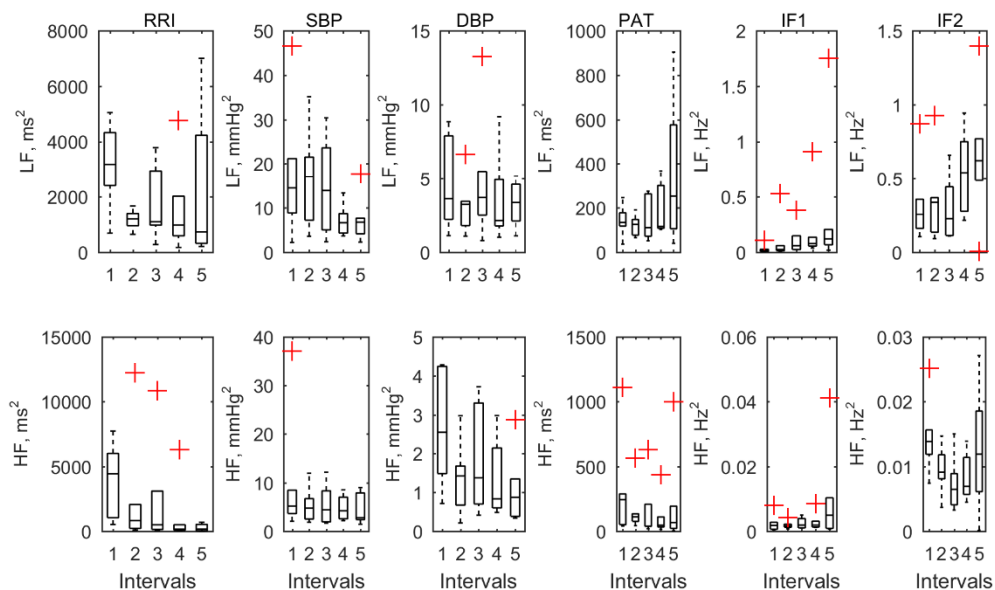 RRI SBP DBP PAT IF1 IF2
8000 50 15 1000 2 1.5
6000 40 800 1.5
4000 30 10 600 1 1
2000 20 5 400 0.5 0.5
0 10 0 200 0 0
0 0
LF, ms² LF, mmHg² LF, mmHg² LF, ms² LF, Hz² LF, Hz²
1 2 3 4 5 1 2 3 4 5 1 2 3 4 5 1 2 3 4 5 1 2 3 4 5 1 2 3 4 5
15000 40 5 1500 0.06 0.03
10000 30 4 1000 0.04 0.02
5000 20 3 500 0.02 0.01
0 10 2 0 0 0
0 1
0
HF, ms² HF, mmHg² HF, mmHg² HF, ms² HF, Hz² HF, Hz²
1 2 3 4 5 1 2 3 4 5 1 2 3 4 5 1 2 3 4 5 1 2 3 4 5 1 2 3 4 5
Intervals Intervals Intervals Intervals Intervals Intervals